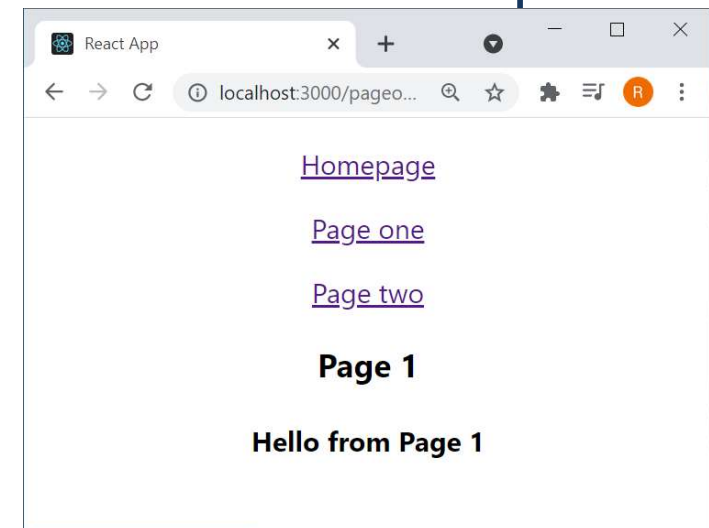 React App
localhost:3000/pageo...
R
Homepage
Page one
Page two
Page 1
Hello from Page 1